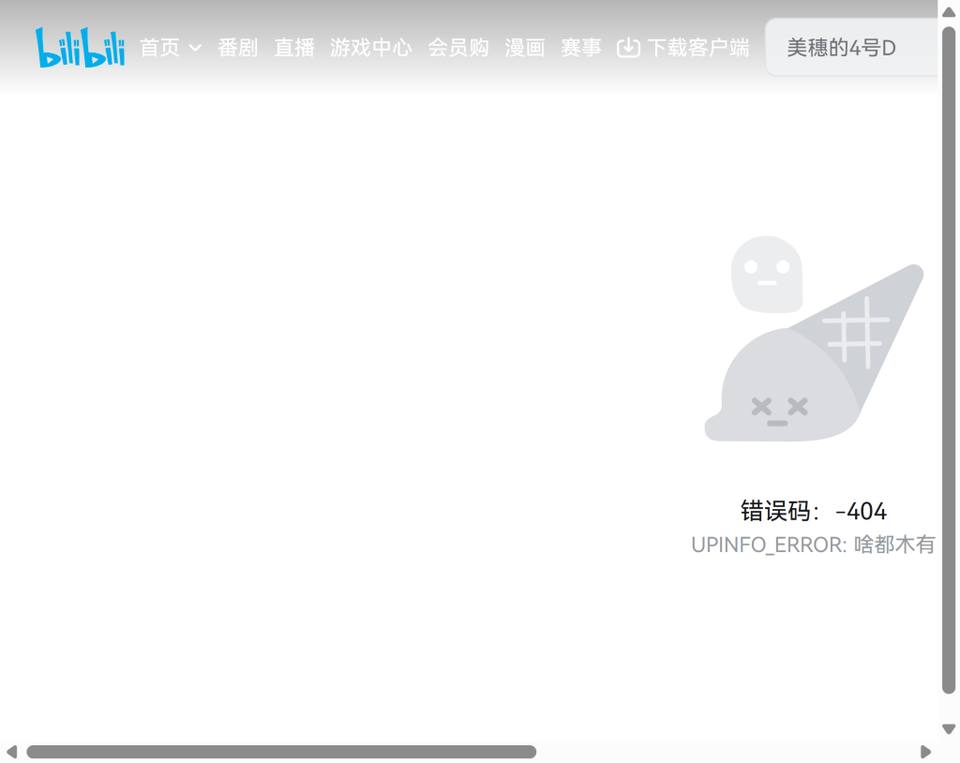 bilibili 首页 番剧 直播 游戏中心 会员购 漫画 赛事 下载客户端 美穗的4号D
错误码：-404
UPINFO_ERROR: 啥都木有